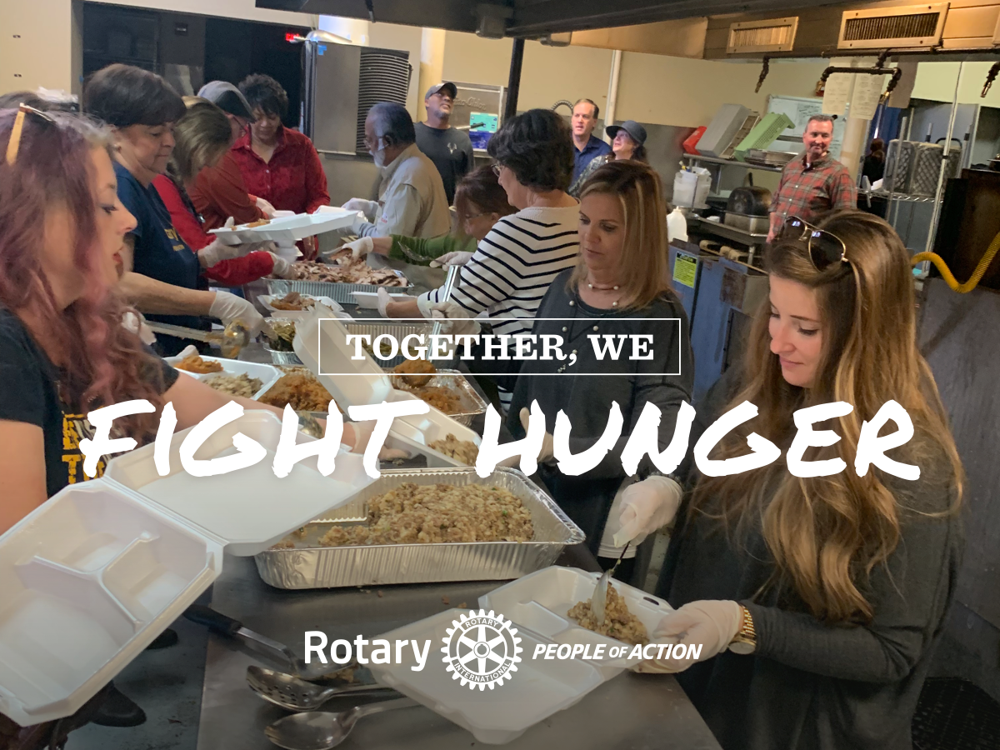 TOGETHER, WE
FIGHT HUNGER
Rotary
ROTARY
INTERNATIONAL
PEOPLE OF ACTION